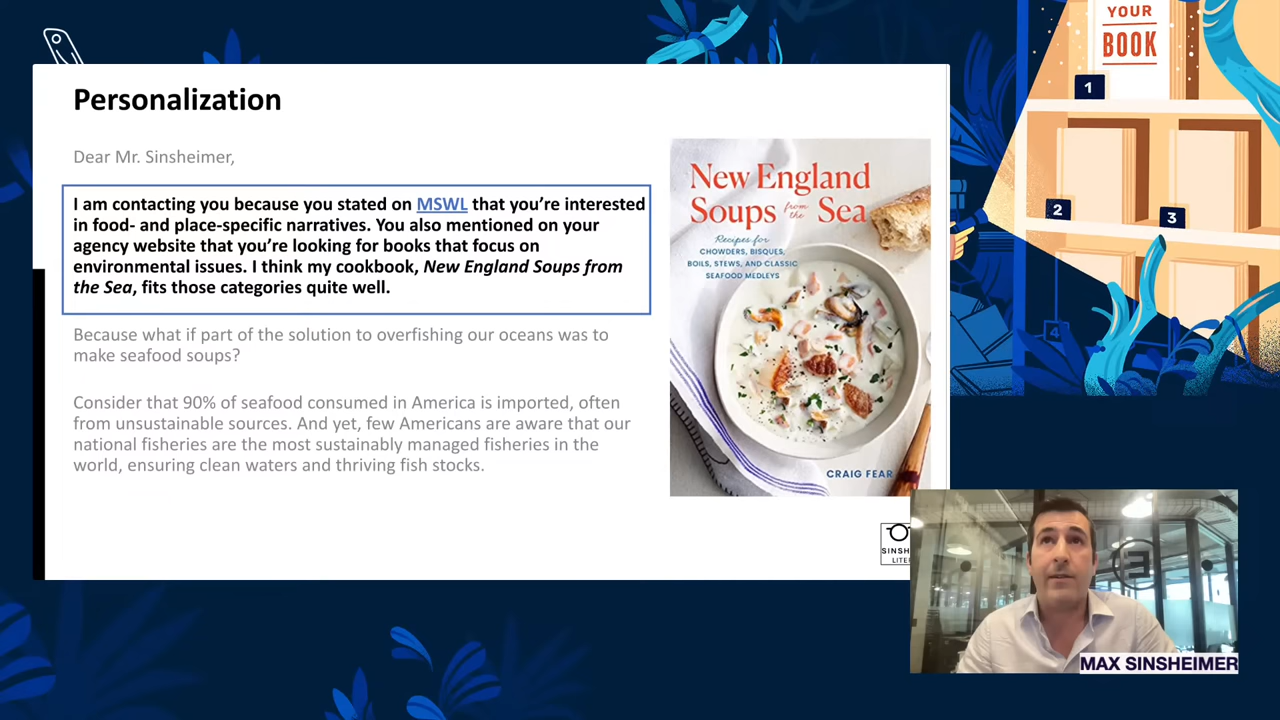 YOUR
BOOK
1
2
3
4
Personalization
Dear Mr. Sinsheimer,
I am contacting you because you stated on MSWL that you're interested
in food- and place-specific narratives. You also mentioned on your
agency website that you're looking for books that focus on
environmental issues. I think my cookbook, New England Soups from
the Sea, fits those categories quite well.
Because what if part of the solution to overfishing our oceans was to
make seafood soups?
Consider that 90% of seafood consumed in America is imported, often
from unsustainable sources. And yet, few Americans are aware that our
national fisheries are the most sustainably managed fisheries in the
world, ensuring clean waters and thriving fish stocks.
New England
Soups from the Sea
Recipes for
CHOWDERS, BISQUES,
BOILS, STEWS, AND CLASSIC
SEAFOOD MEDLEYS
CRAIG FEAR
MAX SINSHEIMER